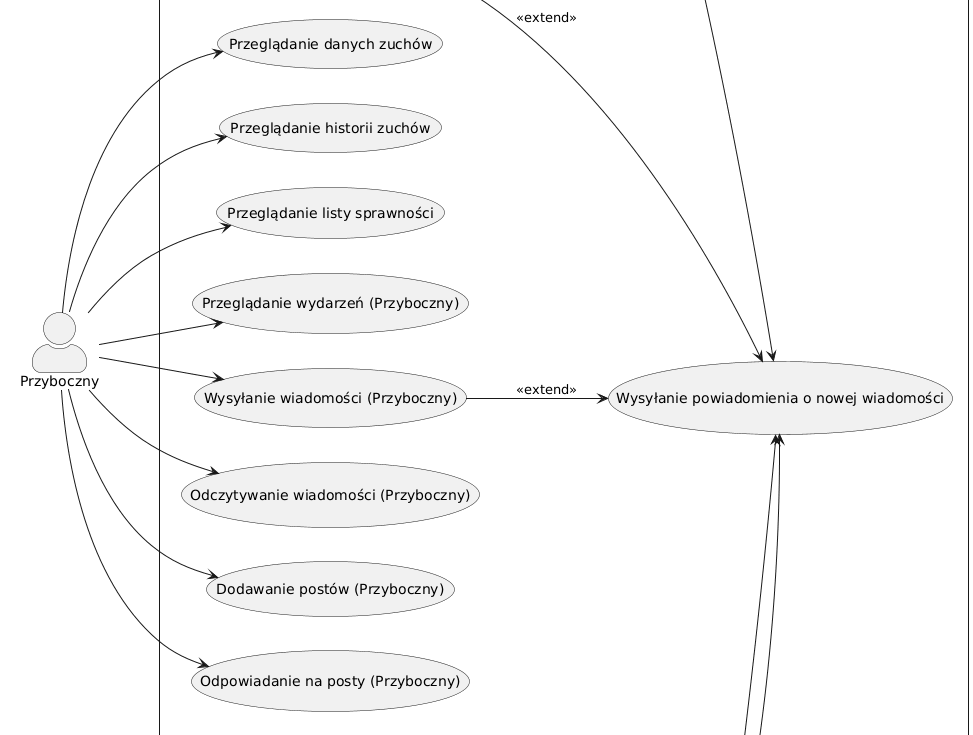 «extend»
Przeglądanie danych zuchów
Przeglądanie historii zuchów
Przeglądanie listy sprawności
Przeglądanie wydarzeń (Przyboczny)
Przyboczny
Wysyłanie wiadomości (Przyboczny)
«extend»
Wysyłanie powiadomienia o nowej wiadomości
Odczytywanie wiadomości (Przyboczny)
Dodawanie postów (Przyboczny)
Odpowiadanie na posty (Przyboczny)